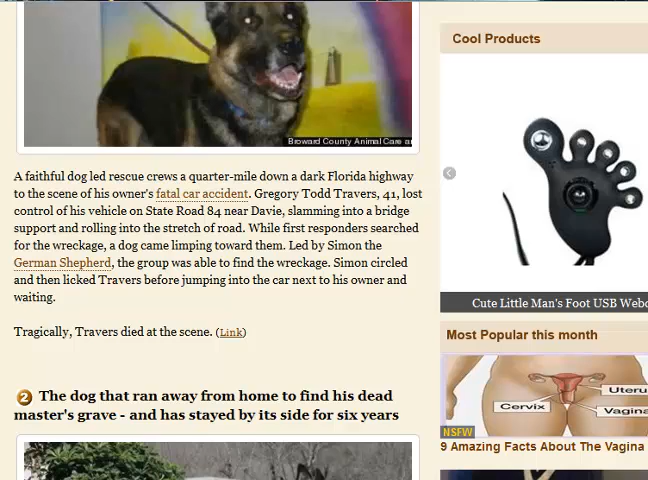 Broward County Animal Care
A faithful dog led rescue crews a quarter-mile down a dark Florida highway
to the scene of his owner's fatal car accident. Gregory Todd Travers, 41, lost
control of his vehicle on State Road 84 near Davie, slamming into a bridge
support and rolling into the stretch of road. While first responders searched
for the wreckage, a dog came limping toward them. Led by Simon the
German Shepherd, the group was able to find the wreckage. Simon circled
and then licked Travers before jumping into the car next to his owner and
waiting.
Tragically, Travers died at the scene. (Link)
2 The dog that ran away from home to find his dead
master's grave - and has stayed by its side for six years
Cool Products
Cute Little Man's Foot USB Webc
Most Popular this month
Uteru
Cervix
Vagina
NSFW
9 Amazing Facts About The Vagina